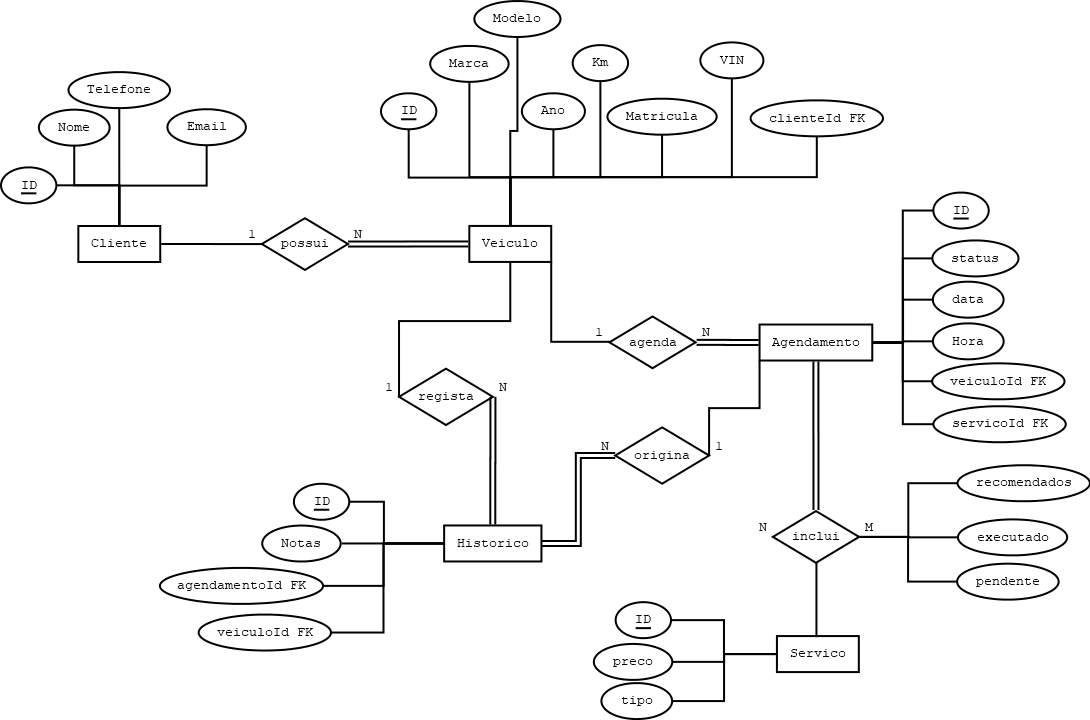 Modelo
Marca
Km
VIN
Telefone
ID
Ano
Matricula
clienteId FK
Nome
Email
ID
Cliente
1
possui
N
Veiculo
ID
status
data
Hora
veiculoId FK
servicoId FK
1
agenda
N
Agendamento
1
regista
N
N
origina
1
ID
Notas
agendamentoId FK
veiculoId FK
Historico
N
inclui
M
recomendados
executado
pendente
ID
preco
tipo
Servico